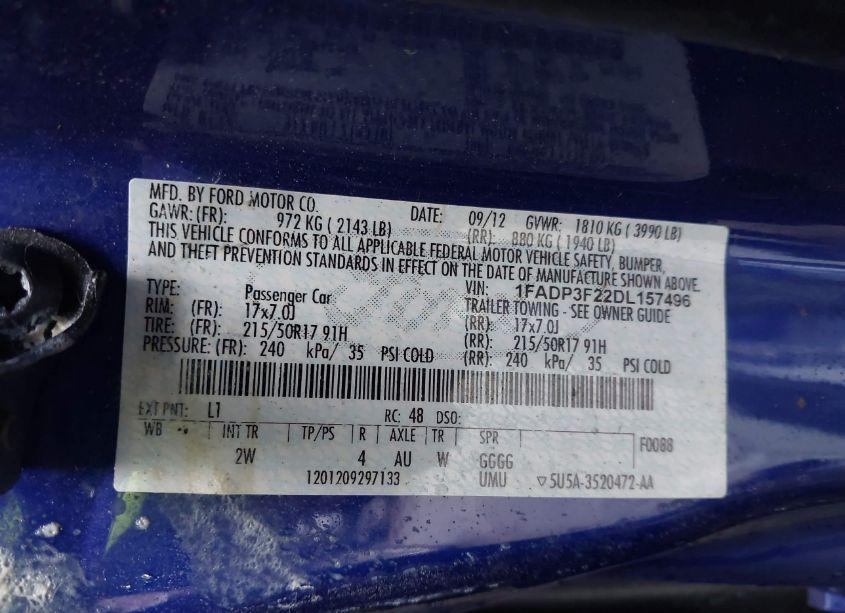 MFD. BY FORD MOTOR CO. DATE: 09/12 GVWR: 1810 KG ( 3990 LB)
GAWR: (FR): 972 KG ( 2143 LB) (RR): 880 KG ( 1940 LB)
THIS VEHICLE CONFORMS TO ALL APPLICABLE FEDERAL MOTOR VEHICLE SAFETY, BUMPER,
AND THEFT PREVENTION STANDARDS IN EFFECT ON THE DATE OF MANUFACTURE SHOWN ABOVE.
VIN: 1FADP3F22DL157496
TYPE: Passenger Car TRAILER TOWING - SEE OWNER GUIDE
RIM: (FR) 17x7.0J (RR): 17x7.0J
TIRE: (FR) 215/50R17 91H (RR): 215/50R17 91H
PRESSURE: (FR): 240 kPa/ 35 PSI COLD (RR): 240 kPa/ 35 PSI COLD
EXT PNT: L1 RC: 48 DSO:
WB INT TR TP/PS R AXLE TR SPR F0088
2W 4 AU W GGGG
1201209297133 UMU ▽5U5A-3520472-AA